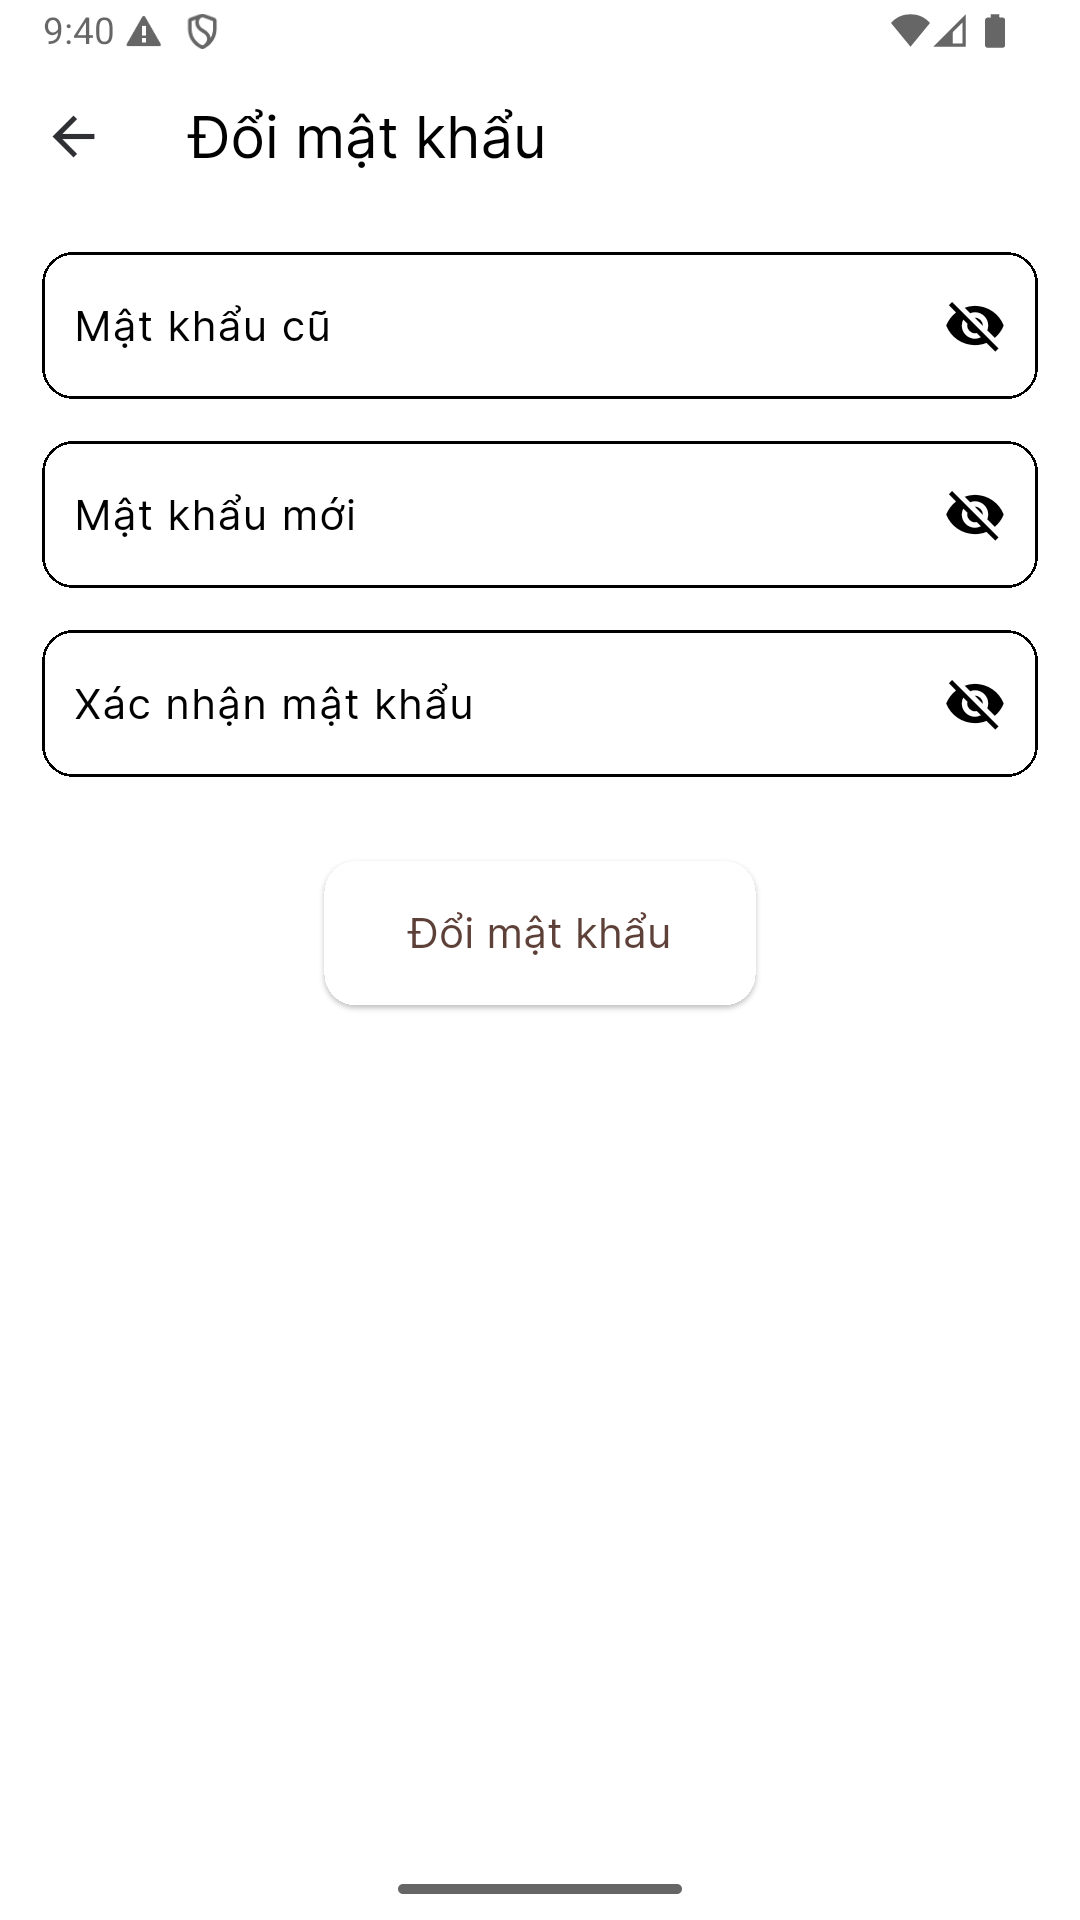 9:40
Đổi mật khẩu
Mật khẩu cũ
Mật khẩu mới
Xác nhận mật khẩu
Đổi mật khẩu